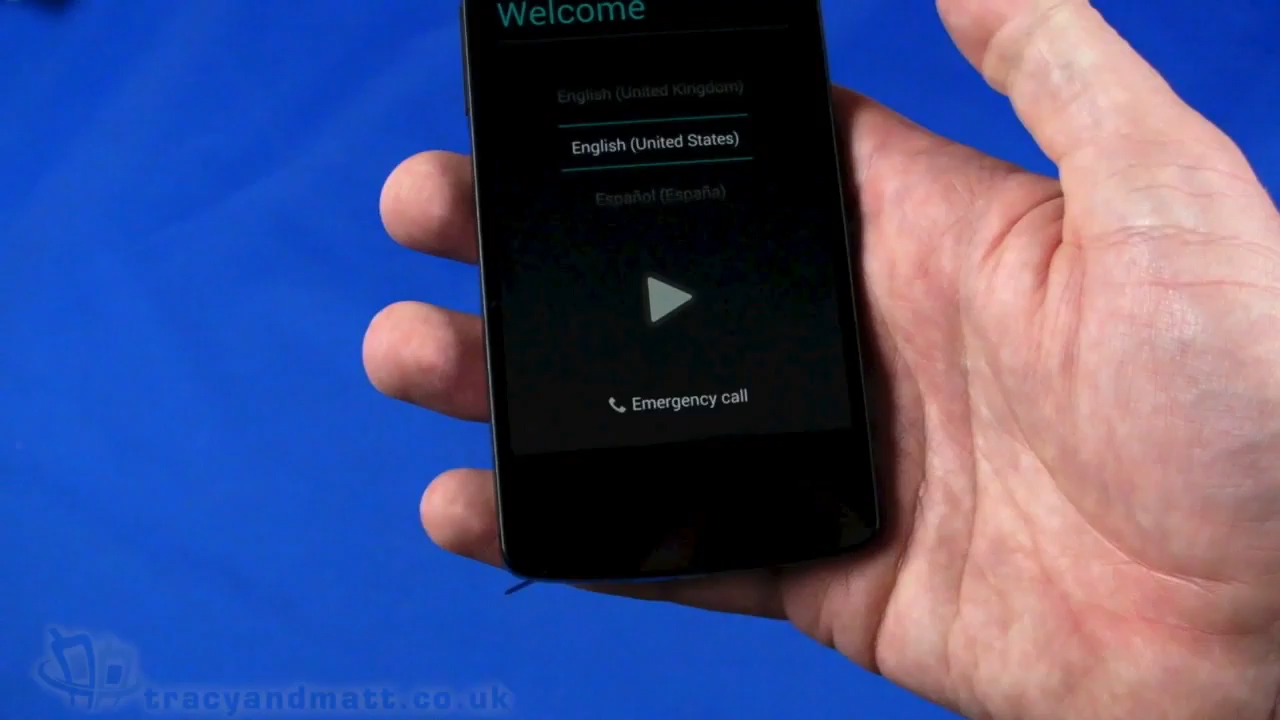 Welcome
English (United Kingdom)
English (United States)
Español (España)
Emergency call
tracyandmatt.co.uk